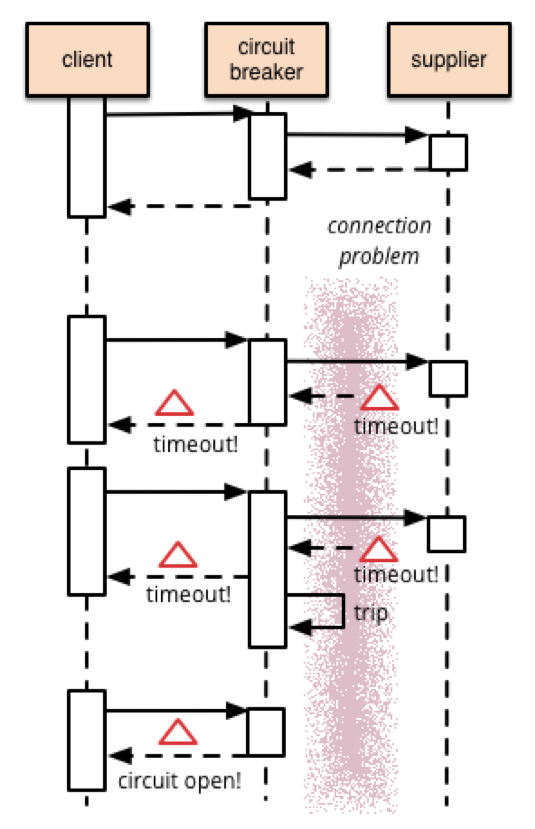 client
circuit
breaker
supplier
connection
problem
timeout!
timeout!
timeout!
timeout!
trip
circuit open!